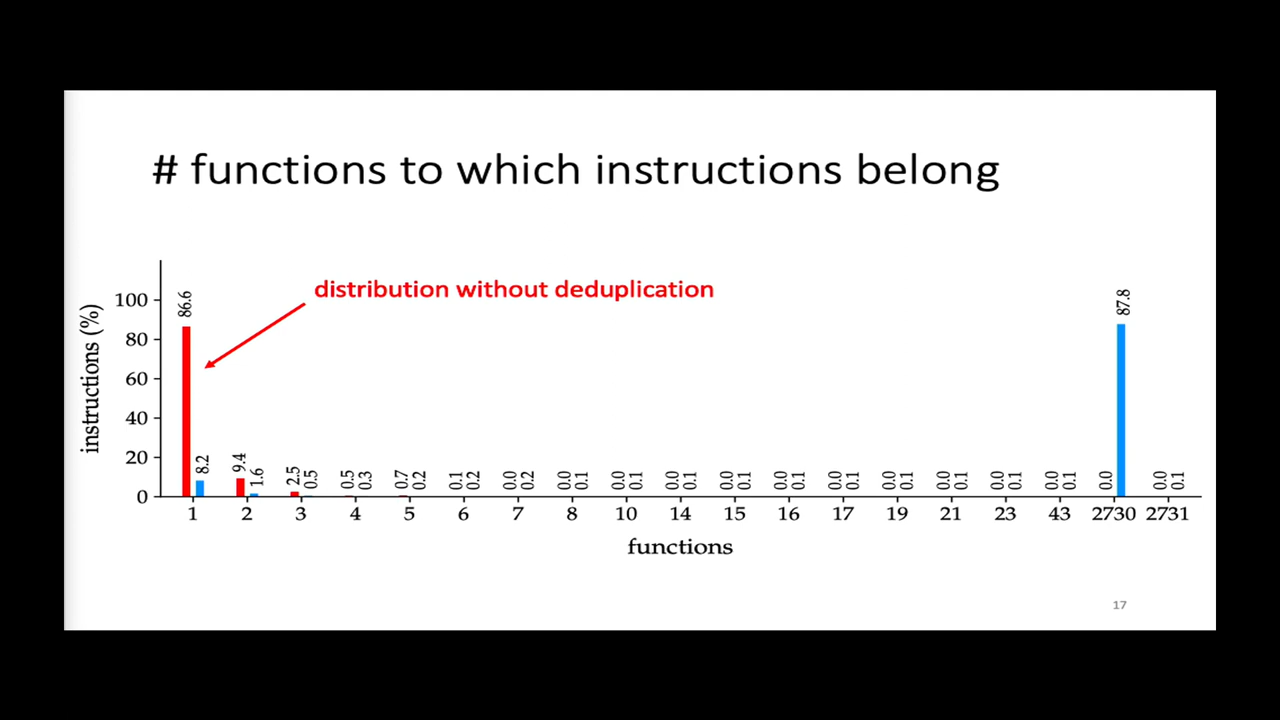 # functions to which instructions belong
distribution without deduplication
instructions (%)
100
80
60
40
20
0
86.6 8.2 9.4 1.6 2.5 0.5 0.5 0.3 0.7 0.2 0.1 0.2 0.0 0.2 0.0 0.1 0.0 0.1 0.0 0.1 0.0 0.1 0.0 0.1 0.0 0.1 0.0 0.1 0.0 0.1 0.0 0.1 0.0 0.1 0.0 87.8 0.0 0.1
1 2 3 4 5 6 7 8 10 14 15 16 17 19 21 23 43 2730 2731
functions
17